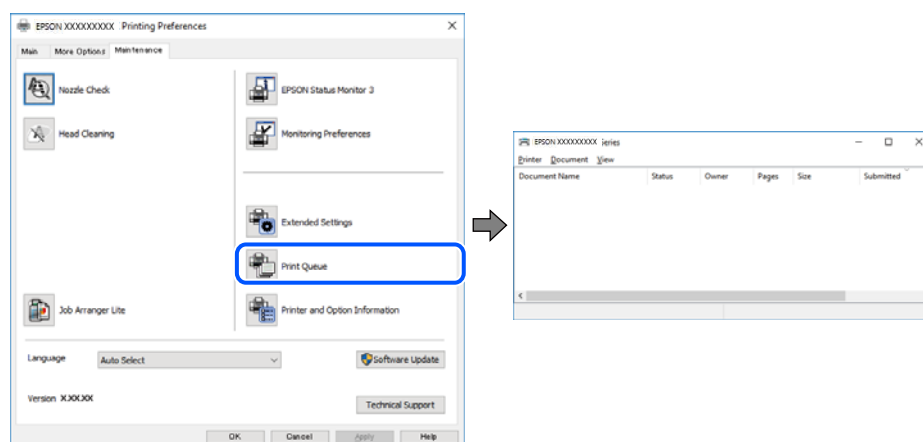 EPSON XXXXXXXXX Printing Preferences
Main More Options Maintenance
Nozzle Check
EPSON Status Monitor 3
Head Cleaning
Monitoring Preferences
Extended Settings
Print Queue
Job Arranger Lite
Printer and Option Information
Language Auto Select
Software Update
Version X.XX.XX
Technical Support
OK Cancel Apply Help
EPSON XXXXXXXXX ieries
Printer Document View
Document Name Status Owner Pages Size Submitted